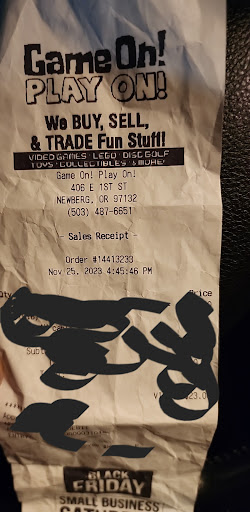 Game On!
PLAY ON!
We BUY, SELL,
& TRADE Fun Stuff!
VIDEO GAMES LEGO DISC GOLF
TOYS COLLECTIBLES & MORE!
Game On! Play On!
406 E 1ST ST
NEWBERG, OR 97132
(503) 487-6651
- Sales Receipt -
Order #14413233
Nov 25, 2023 4:45:46 PM
Price
Subt
BLACK
FRIDAY
SMALL BUSINESS